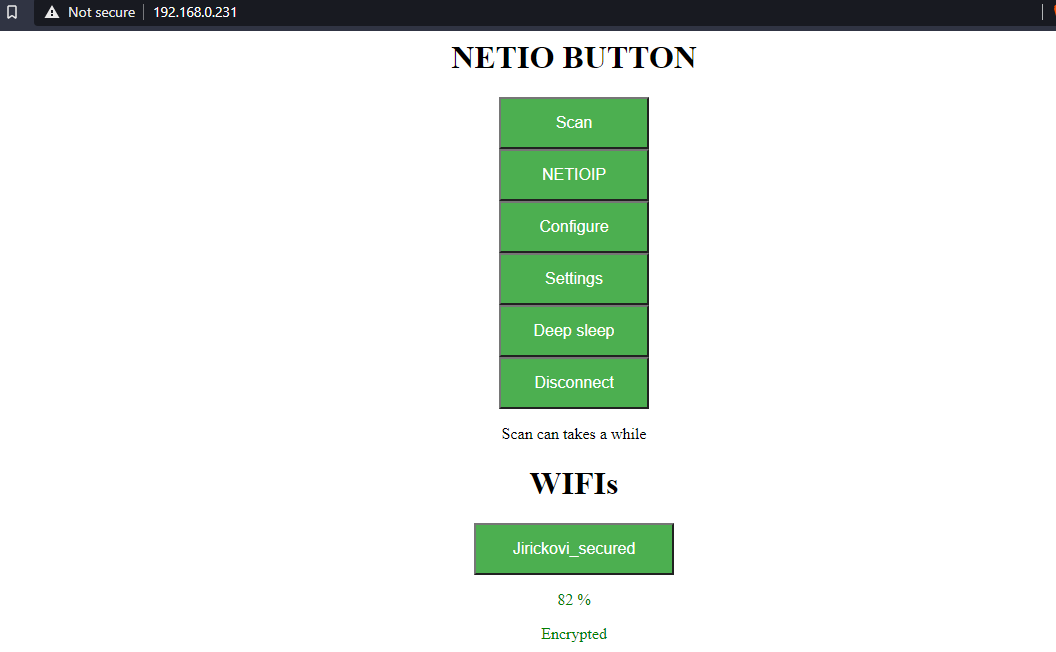 Not secure 192.168.0.231
NETIO BUTTON
Scan
NETIOIP
Configure
Settings
Deep sleep
Disconnect
Scan can takes a while
WIFIs
Jirickovi_secured
82 %
Encrypted